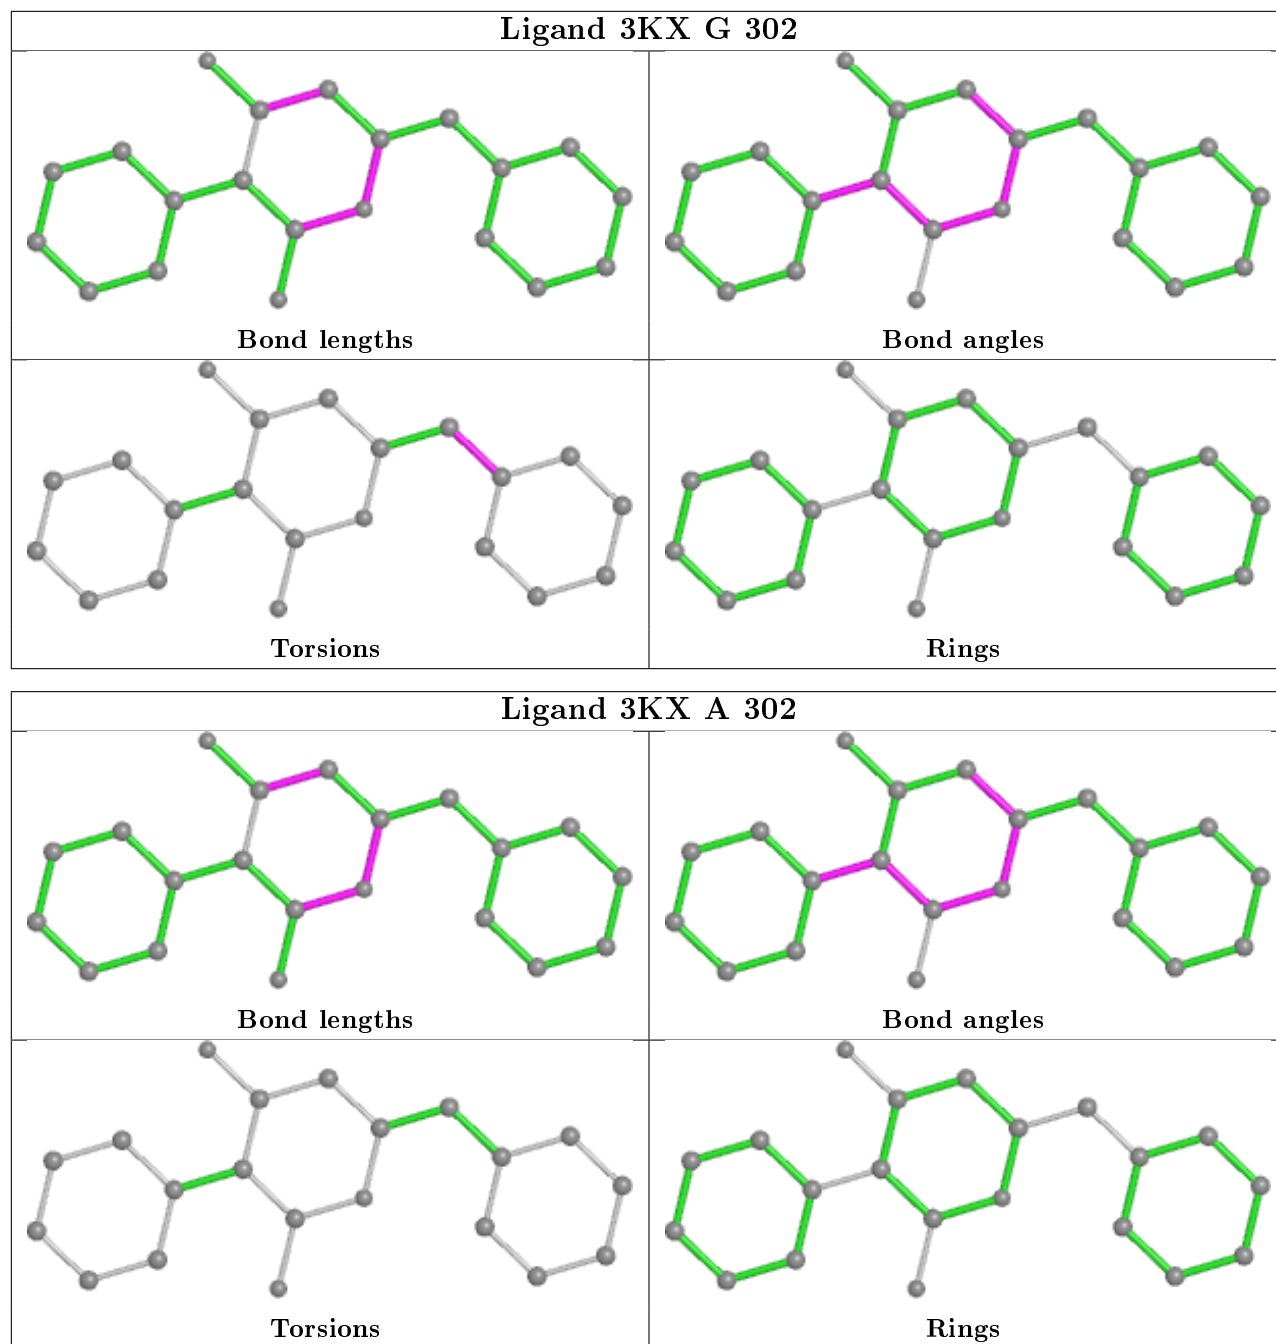 Ligand 3KX G 302
Bond lengths
Bond angles
Torsions
Rings
Ligand 3KX A 302
Bond lengths
Bond angles
Torsions
Rings